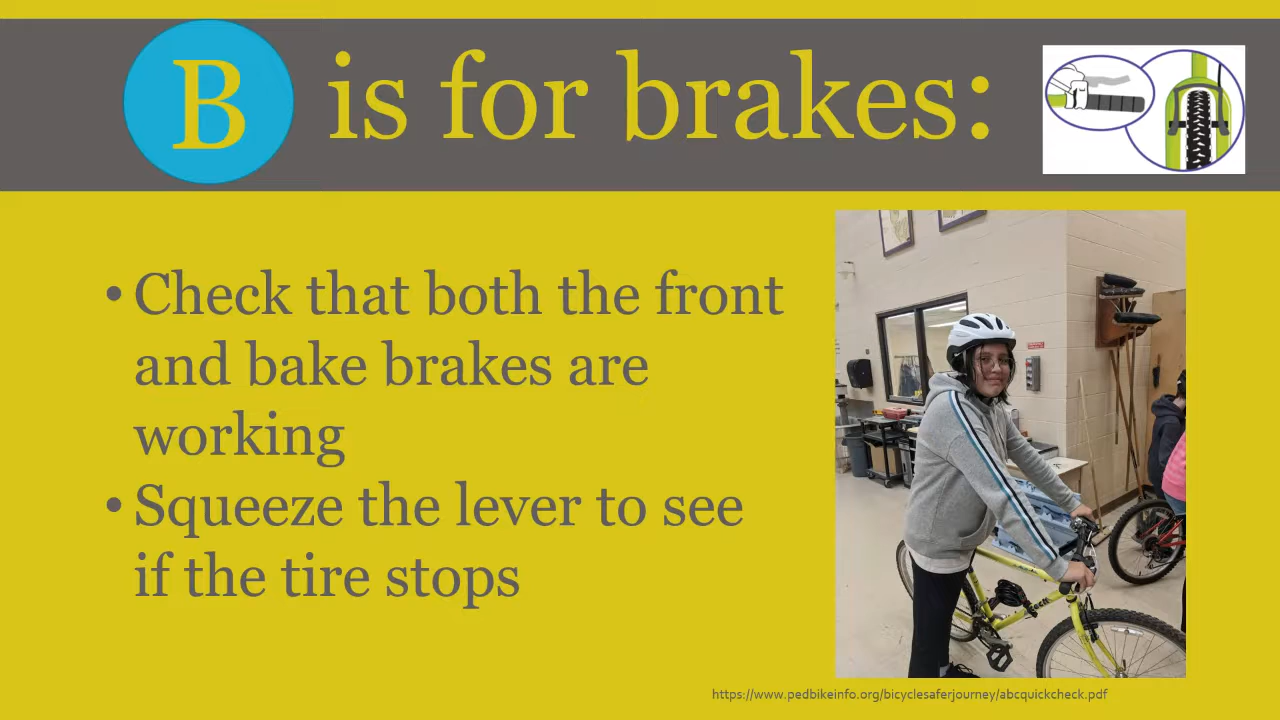 B is for brakes:
• Check that both the front
and bake brakes are
working
• Squeeze the lever to see
if the tire stops
https://www.pedbikeinfo.org/bicyclesaferjourney/abcquickcheck.pdf